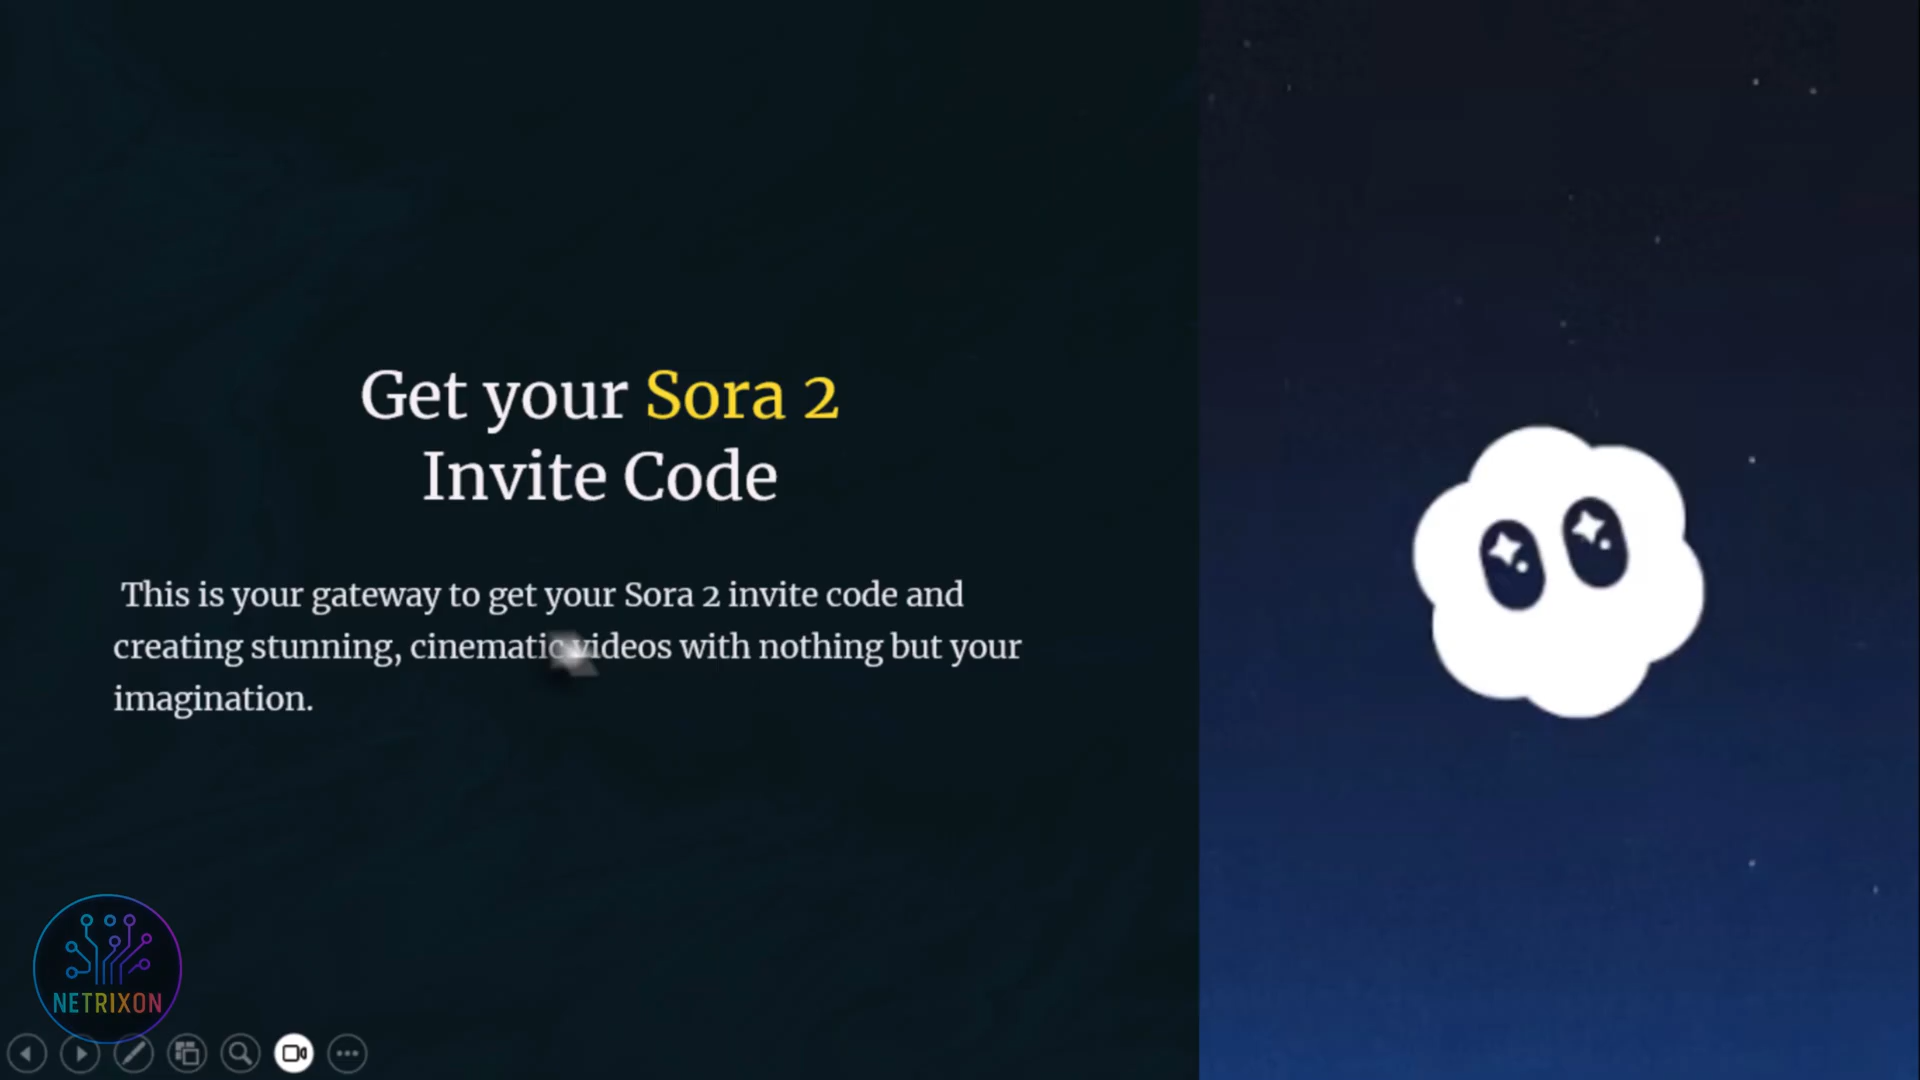 Get your Sora 2
Invite Code
This is your gateway to get your Sora 2 invite code and
creating stunning, cinematic videos with nothing but your
imagination.
NETRIXON